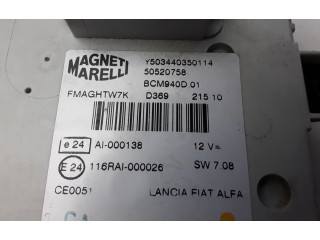 MAGNETI MARELLI
Y503440350114
50520758
BCM940D.01
FMAGHTW7K D369 215 10
e 24 AI-000138 12 V
E 24 116RAI-000026 SW 7.08
CE0051 LANCIA FIAT ALFA